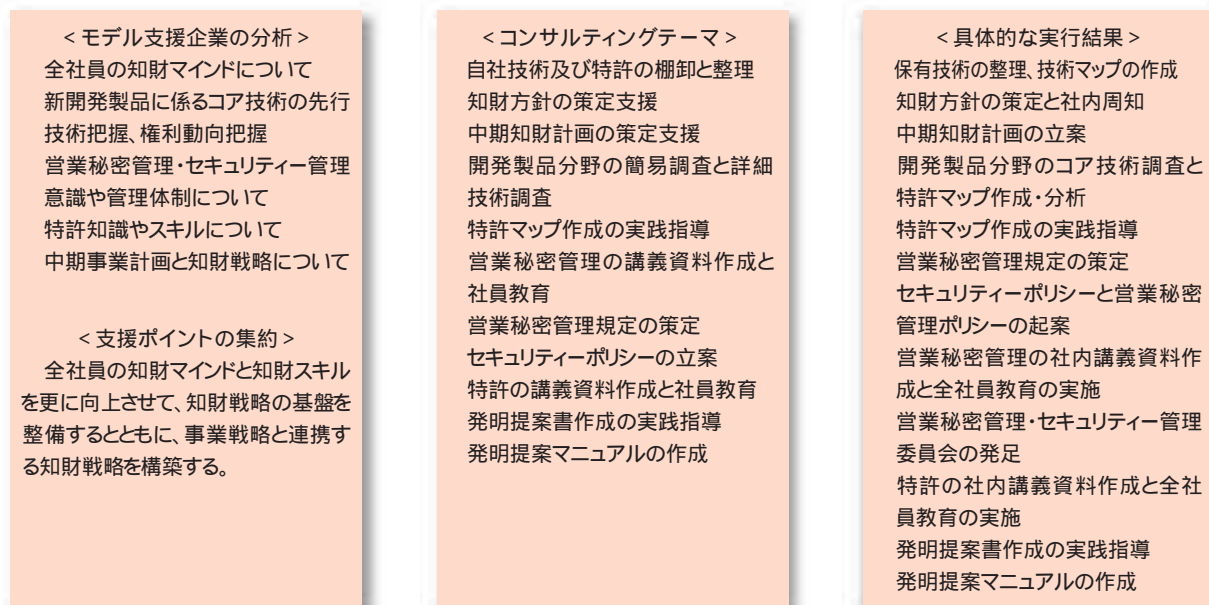 <モデル支援企業の分析>
全社員の知財マインドについて
新開発製品に係るコア技術の先行
技術把握、権利動向把握
営業秘密管理・セキュリティー管理
意識や管理体制について
特許知識やスキルについて
中期事業計画と知財戦略について
<支援ポイントの集約>
全社員の知財マインドと知財スキル
を更に向上させて、知財戦略の基盤を
整備するとともに、事業戦略と連携す
る知財戦略を構築する。
<コンサルティングテーマ>
自社技術及び特許の棚卸と整理
知財方針の策定支援
中期知財計画の策定支援
開発製品分野の簡易調査と詳細
技術調査
特許マップ作成の実践指導
営業秘密管理の講義資料作成と
社員教育
営業秘密管理規定の策定
セキュリティーポリシーの立案
特許の講義資料作成と社員教育
発明提案書作成の実践指導
発明提案マニュアルの作成
<具体的な実行結果>
保有技術の整理、技術マップの作成
知財方針の策定と社内周知
中期知財計画の立案
開発製品分野のコア技術調査と
特許マップ作成・分析
特許マップ作成の実践指導
営業秘密管理規定の策定
セキュリティーポリシーと営業秘密
管理ポリシーの起案
営業秘密管理の社内講義資料作
成と全社員教育の実施
営業秘密管理・セキュリティー管理
委員会の発足
特許の社内講義資料作成と全社
員教育の実施
発明提案書作成の実践指導
発明提案マニュアルの作成